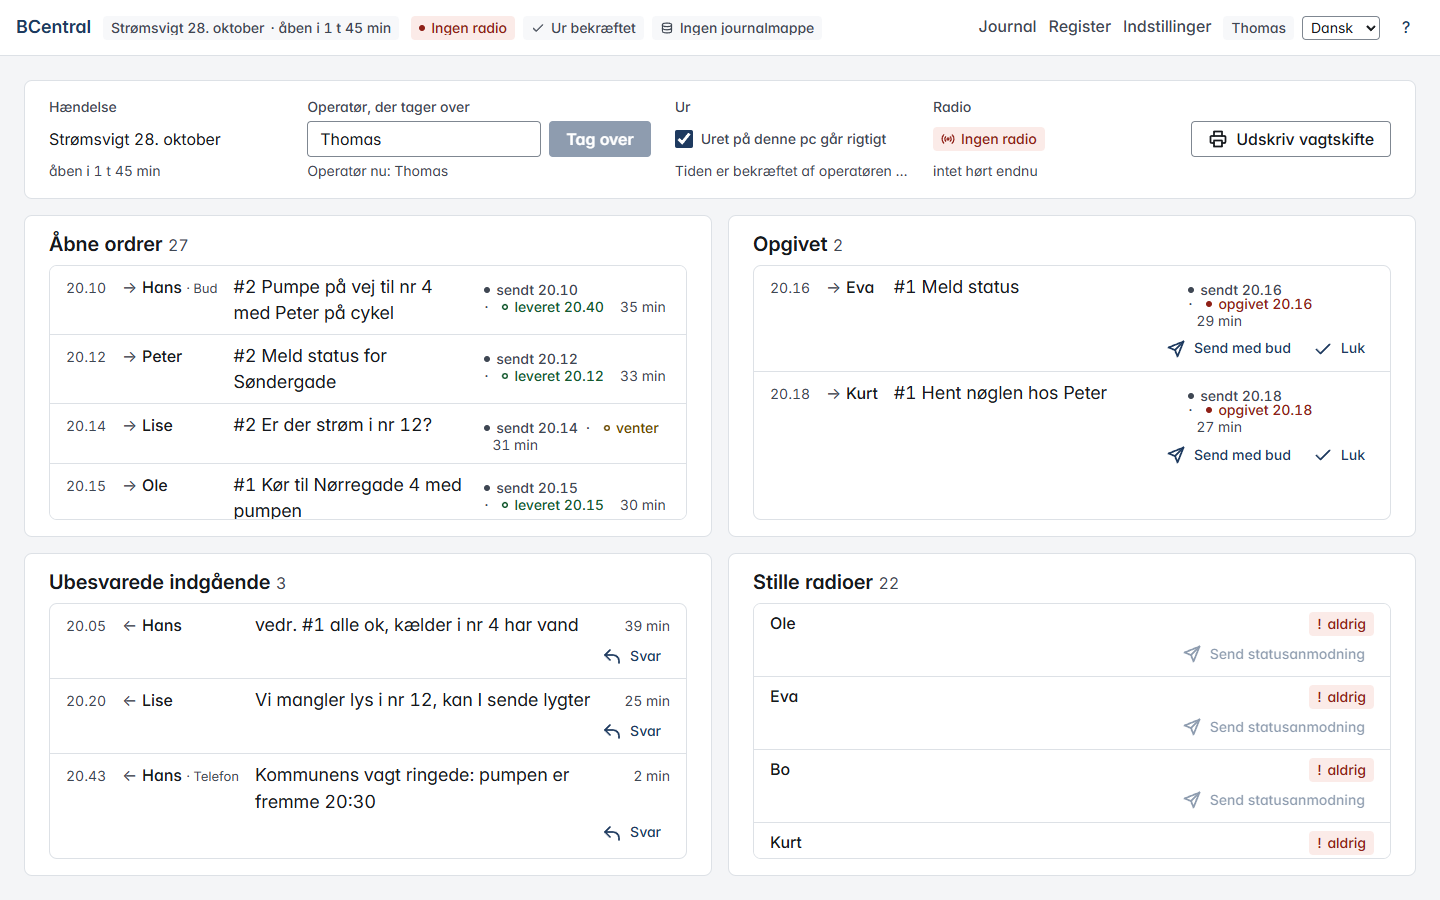 BCentral Strømsvigt 28. oktober · åben i 1 t 45 min Ingen radio Ur bekræftet Ingen journalmappe Journal Register Indstillinger Thomas Dansk ?
Hændelse
Strømsvigt 28. oktober
åben i 1 t 45 min
Operatør, der tager over
Thomas Tag over
Operatør nu: Thomas
Ur
Uret på denne pc går rigtigt
Tiden er bekræftet af operatøren ...
Radio
Ingen radio
intet hørt endnu
Udskriv vagtskifte
Åbne ordrer 27
20.10 → Hans · Bud #2 Pumpe på vej til nr 4 • sendt 20.10
med Peter på cykel · leveret 20.40 35 min
20.12 → Peter #2 Meld status for • sendt 20.12
Søndergade · leveret 20.12 33 min
20.14 → Lise #2 Er der strøm i nr 12? • sendt 20.14 · venter
31 min
20.15 → Ole #1 Kør til Nørregade 4 med • sendt 20.15
pumpen · leveret 20.15 30 min
Opgivet 2
20.16 → Eva #1 Meld status • sendt 20.16
· • opgivet 20.16
29 min
Send med bud Luk
20.18 → Kurt #1 Hent nøglen hos Peter • sendt 20.18
· • opgivet 20.18
27 min
Send med bud Luk
Ubesvarede indgående 3
20.05 ← Hans vedr. #1 alle ok, kælder i nr 4 har vand 39 min
Svar
20.20 ← Lise Vi mangler lys i nr 12, kan I sende lygter 25 min
Svar
20.43 ← Hans · Telefon Kommunens vagt ringede: pumpen er 2 min
fremme 20:30
Svar
Stille radioer 22
Ole ! aldrig
Send statusanmodning
Eva ! aldrig
Send statusanmodning
Bo ! aldrig
Send statusanmodning
Kurt ! aldrig